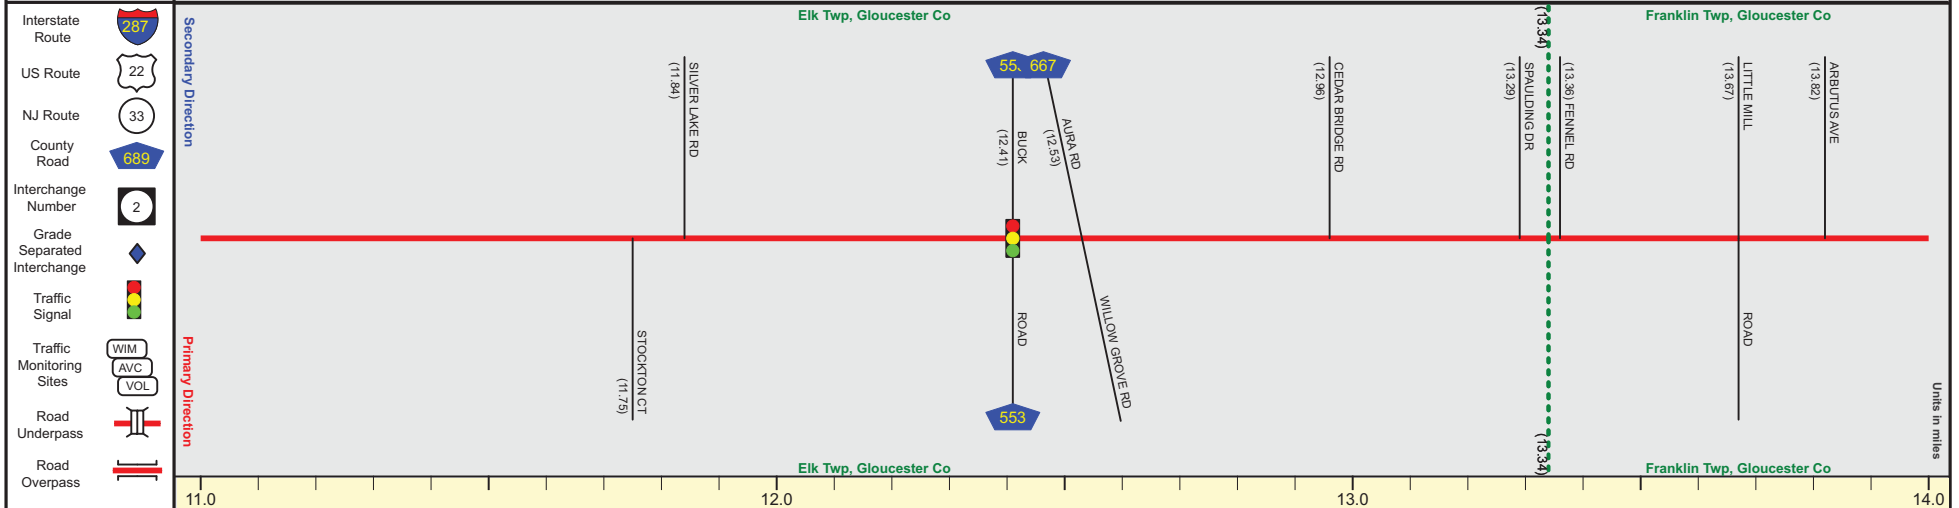 Interstate
Route
287
US Route
22
NJ Route
33
County
Road
689
Interchange
Number
2
Grade
Separated
Interchange
Traffic
Signal
Traffic
Monitoring
Sites
WIM
AVC
VOL
Road
Underpass
Road
Overpass
Secondary Direction
Primary Direction
Elk Twp, Gloucester Co
(13.34)
Franklin Twp, Gloucester Co
SILVER LAKE RD
(11.84)
STOCKTON CT
(11.75)
667
BUCK
(12.41)
ROAD
553
AURA RD
(12.53)
WILLOW GROVE RD
CEDAR BRIDGE RD
(12.96)
SPAULDING DR
(13.29)
(13.36) FENNEL RD
LITTLE MILL
(13.67)
ROAD
ARBUTUS AVE
(13.82)
Units in miles
Elk Twp, Gloucester Co
(13.34)
Franklin Twp, Gloucester Co
11.0
12.0
13.0
14.0